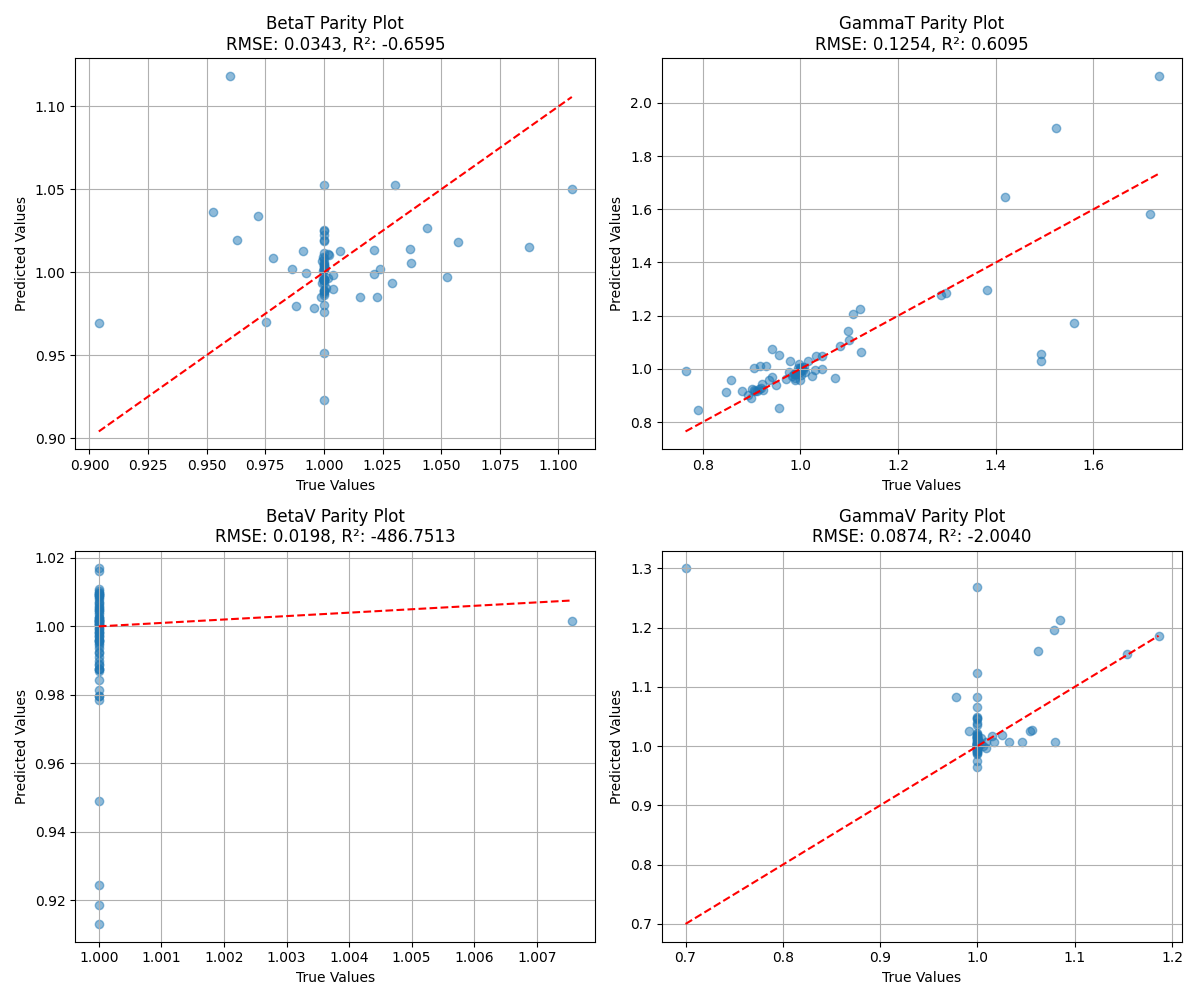 BetaT Parity Plot
RMSE: 0.0343, R²: -0.6595
1.10
1.05
1.00
0.95
0.90
Predicted Values
0.900 0.925 0.950 0.975 1.000 1.025 1.050 1.075 1.100
True Values
GammaT Parity Plot
RMSE: 0.1254, R²: 0.6095
2.0
1.8
1.6
1.4
1.2
1.0
0.8
Predicted Values
0.8 1.0 1.2 1.4 1.6
True Values
BetaV Parity Plot
RMSE: 0.0198, R²: -486.7513
1.02
1.00
0.98
0.96
0.94
0.92
Predicted Values
1.000 1.001 1.002 1.003 1.004 1.005 1.006 1.007
True Values
GammaV Parity Plot
RMSE: 0.0874, R²: -2.0040
1.3
1.2
1.1
1.0
0.9
0.8
0.7
Predicted Values
0.7 0.8 0.9 1.0 1.1 1.2
True Values